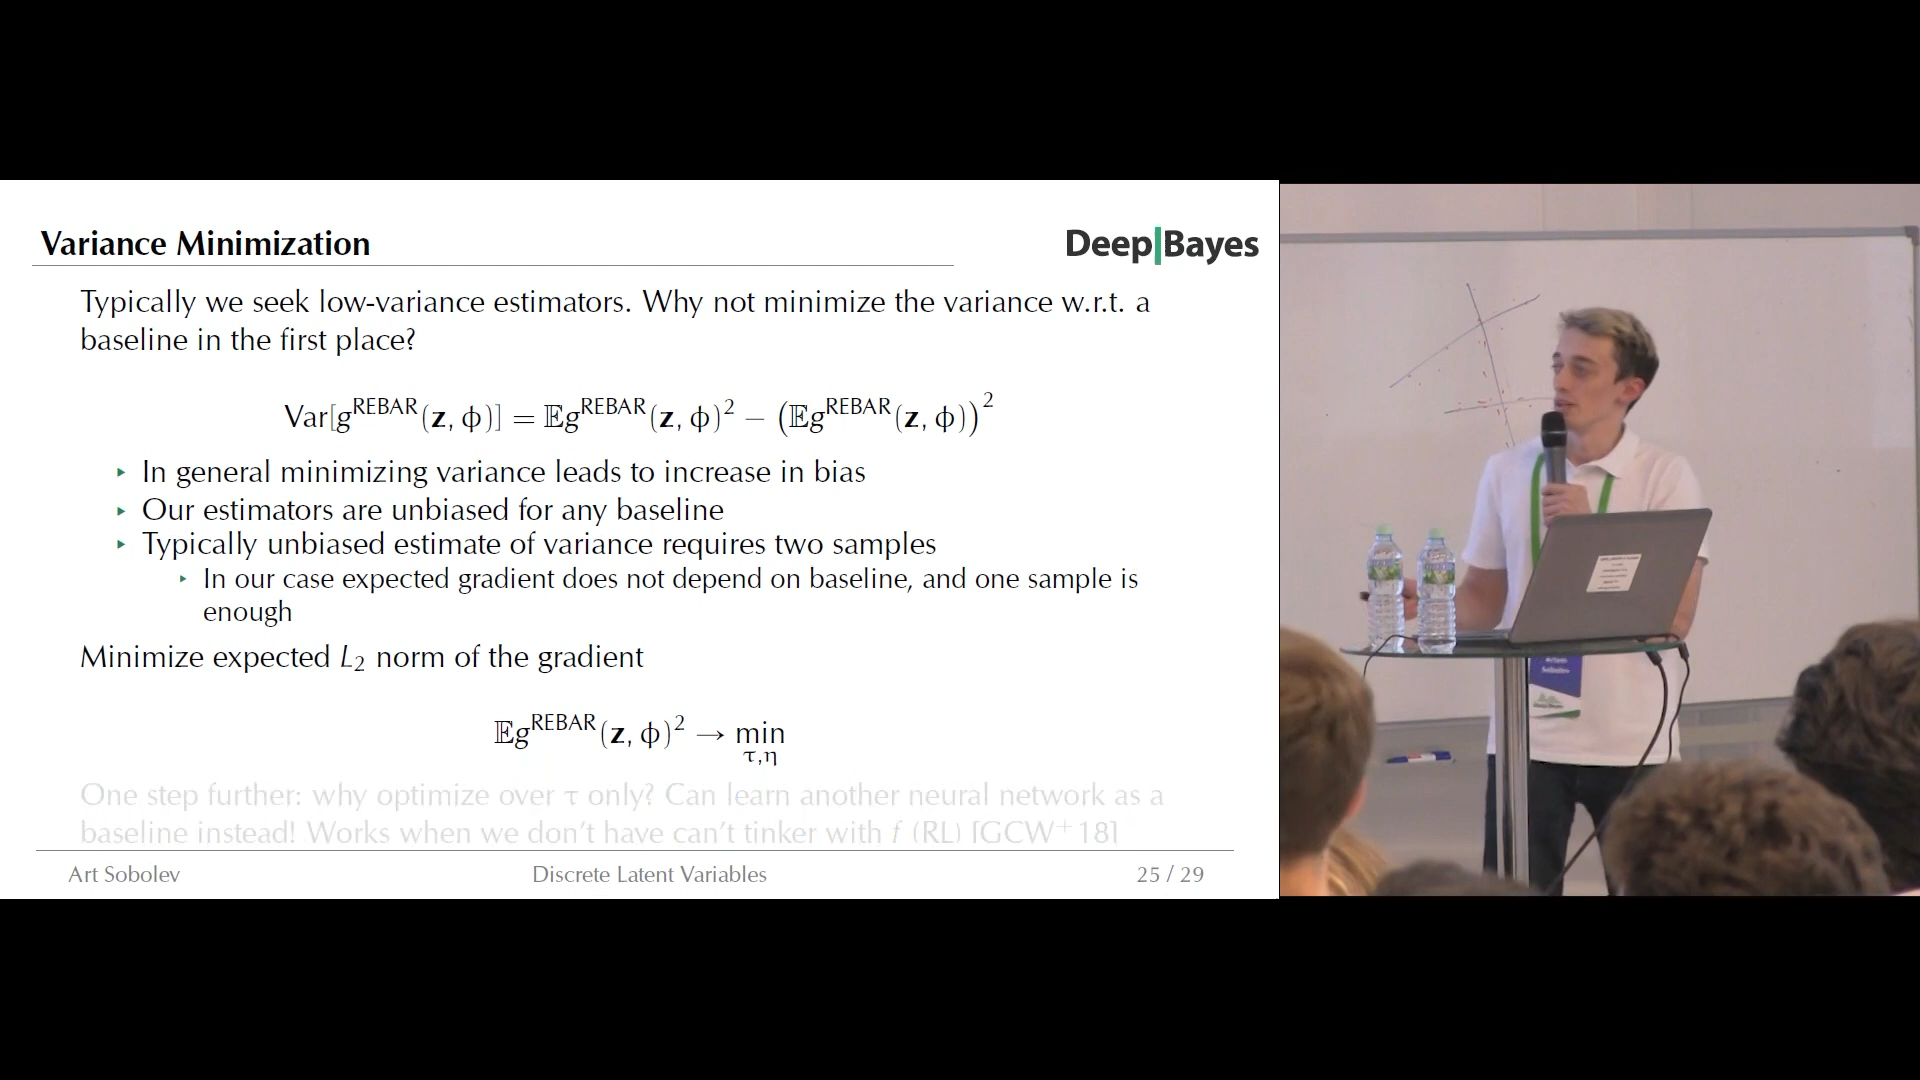 Variance Minimization
Deep|Bayes
Typically we seek low-variance estimators. Why not minimize the variance w.r.t. a
baseline in the first place?
Var[g^REBAR(z, ϕ)] = 𝔼g^REBAR(z, ϕ)² − (𝔼g^REBAR(z, ϕ))²
‣ In general minimizing variance leads to increase in bias
‣ Our estimators are unbiased for any baseline
‣ Typically unbiased estimate of variance requires two samples
‣ In our case expected gradient does not depend on baseline, and one sample is
enough
Minimize expected L₂ norm of the gradient
𝔼g^REBAR(z, ϕ)² → min
τ,η
One step further: why optimize over τ only? Can learn another neural network as a
baseline instead! Works when we don't have can't tinker with f (RL) [GCW⁺18]
Art Sobolev
Discrete Latent Variables
25 / 29